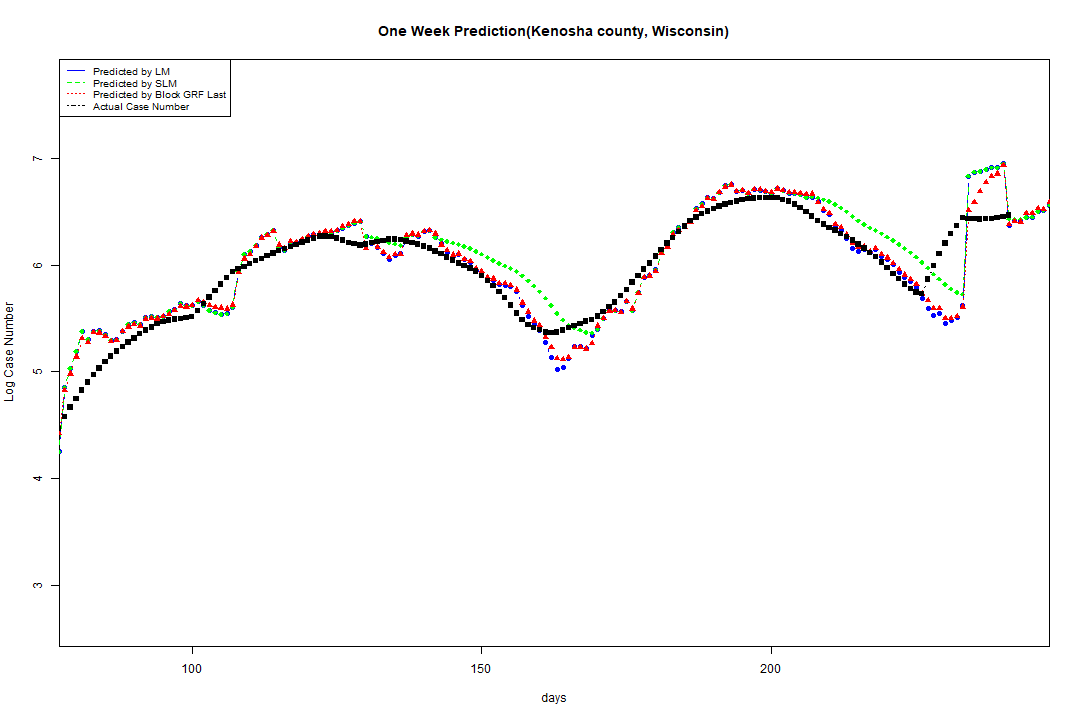 One Week Prediction(Kenosha county, Wisconsin)
Predicted by LM
Predicted by SLM
Predicted by Block GRF Last
Actual Case Number
7
6
5
4
3
Log Case Number
100 150 200
days